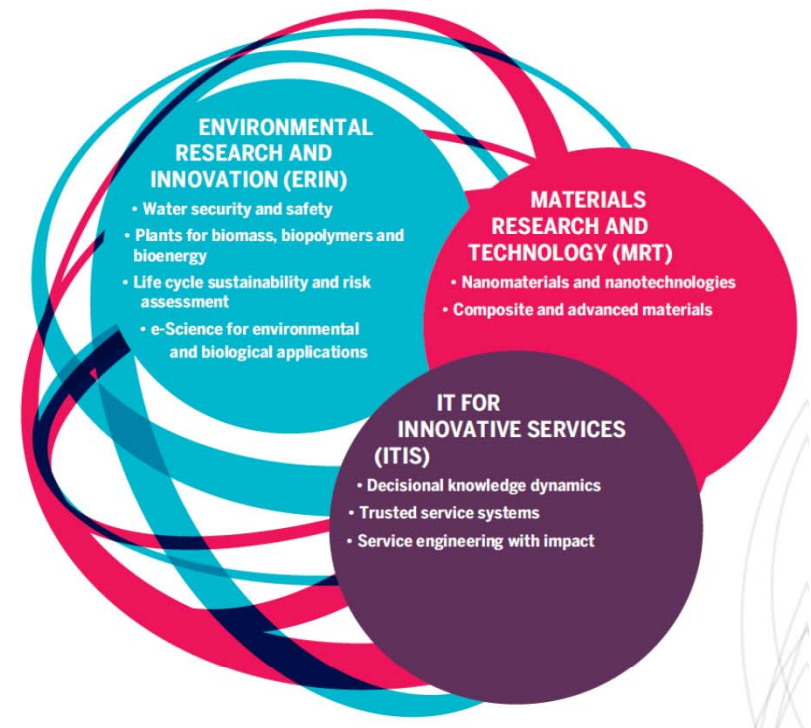 ENVIRONMENTAL
RESEARCH AND
INNOVATION (ERIN)
• Water security and safety
• Plants for biomass, biopolymers and
bioenergy
• Life cycle sustainability and risk
assessment
• e-Science for environmental
and biological applications
MATERIALS
RESEARCH AND
TECHNOLOGY (MRT)
• Nanomaterials and nanotechnologies
• Composite and advanced materials
IT FOR
INNOVATIVE SERVICES
(ITIS)
• Decisional knowledge dynamics
• Trusted service systems
• Service engineering with impact